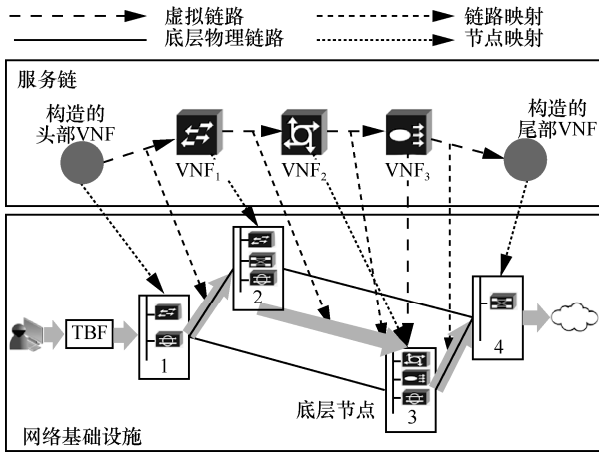 虚拟链路
链路映射
底层物理链路
节点映射
服务链
构造的
头部VNF
构造的
尾部VNF
VNF₁
VNF₂
VNF₃
2
4
TBF
1
底层节点
3
网络基础设施